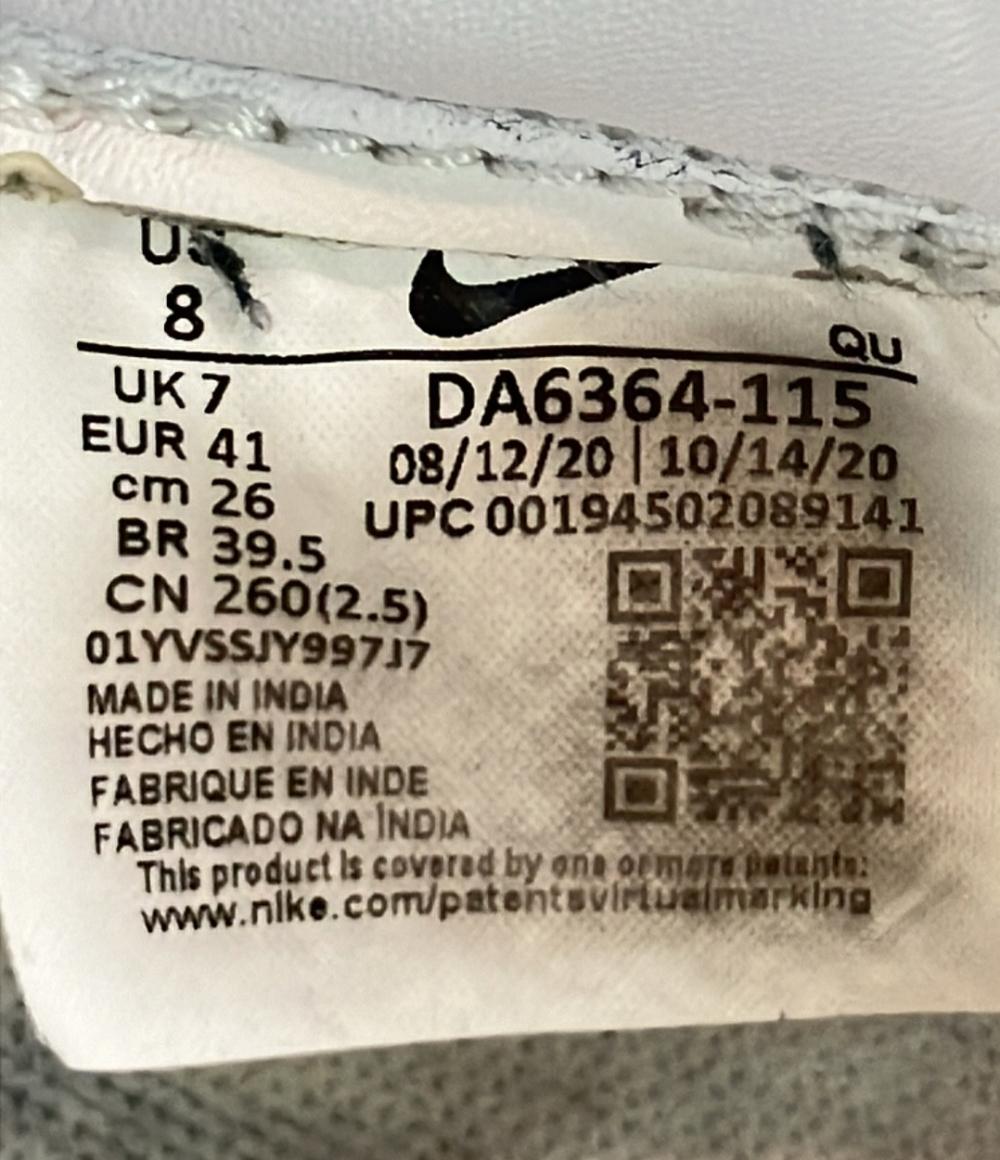 US
8
QU
UK 7
EUR 41
cm 26
BR 39.5
CN 260(2.5)
DA6364-115
08/12/20 | 10/14/20
UPC 00194502089141
01YVSSJY997J7
MADE IN INDIA
HECHO EN INDIA
FABRIQUE EN INDE
FABRICADO NA ÍNDIA
This product is covered by one or more patents:
www.nike.com/patentsvirtualmarking